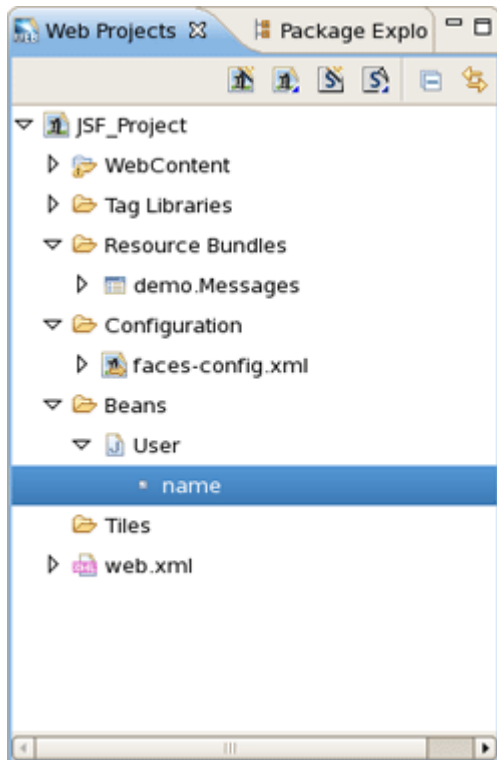 Web Projects
Package Explo
JSF_Project
WebContent
Tag Libraries
Resource Bundles
demo.Messages
Configuration
faces-config.xml
Beans
User
name
Tiles
web.xml